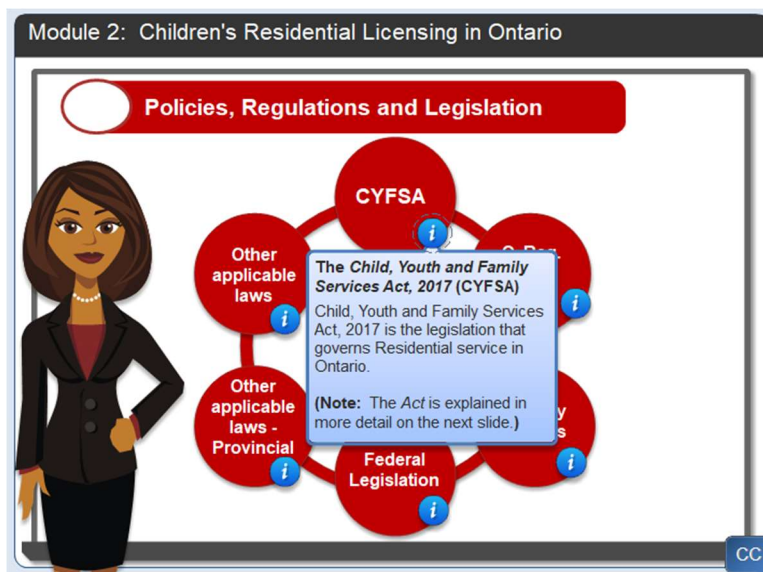 Module 2:  Children's Residential Licensing in Ontario
Policies, Regulations and Legislation
CYFSA
Other
applicable
laws
The Child, Youth and Family
Services Act, 2017 (CYFSA)
Child, Youth and Family Services
Act, 2017 is the legislation that
governs Residential service in
Ontario.
(Note:  The Act is explained in
more detail on the next slide.)
Other
applicable
laws -
Provincial
Federal
Legislation
i
i
i
i
i
i
CC